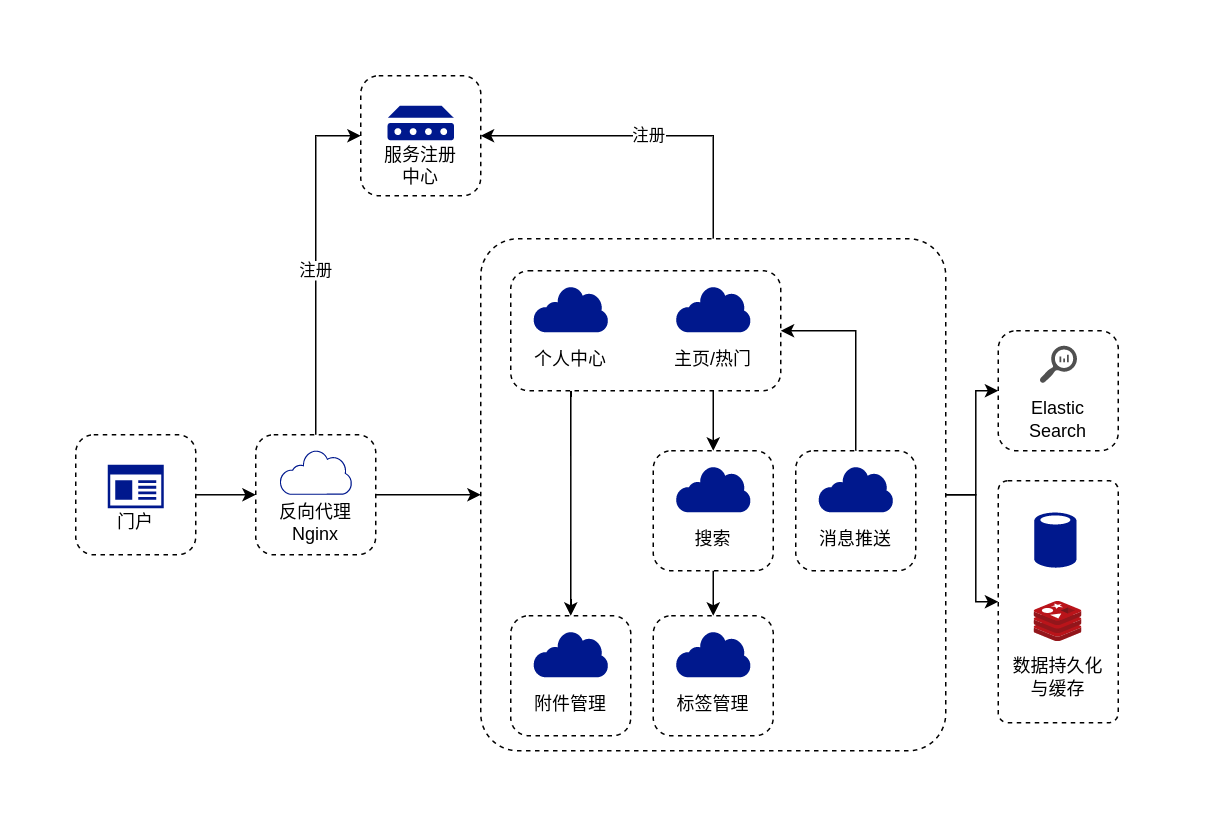 服务注册
中心
注册
注册
个人中心
主页/热门
Elastic
Search
门户
反向代理
Nginx
搜索
消息推送
数据持久化
与缓存
附件管理
标签管理